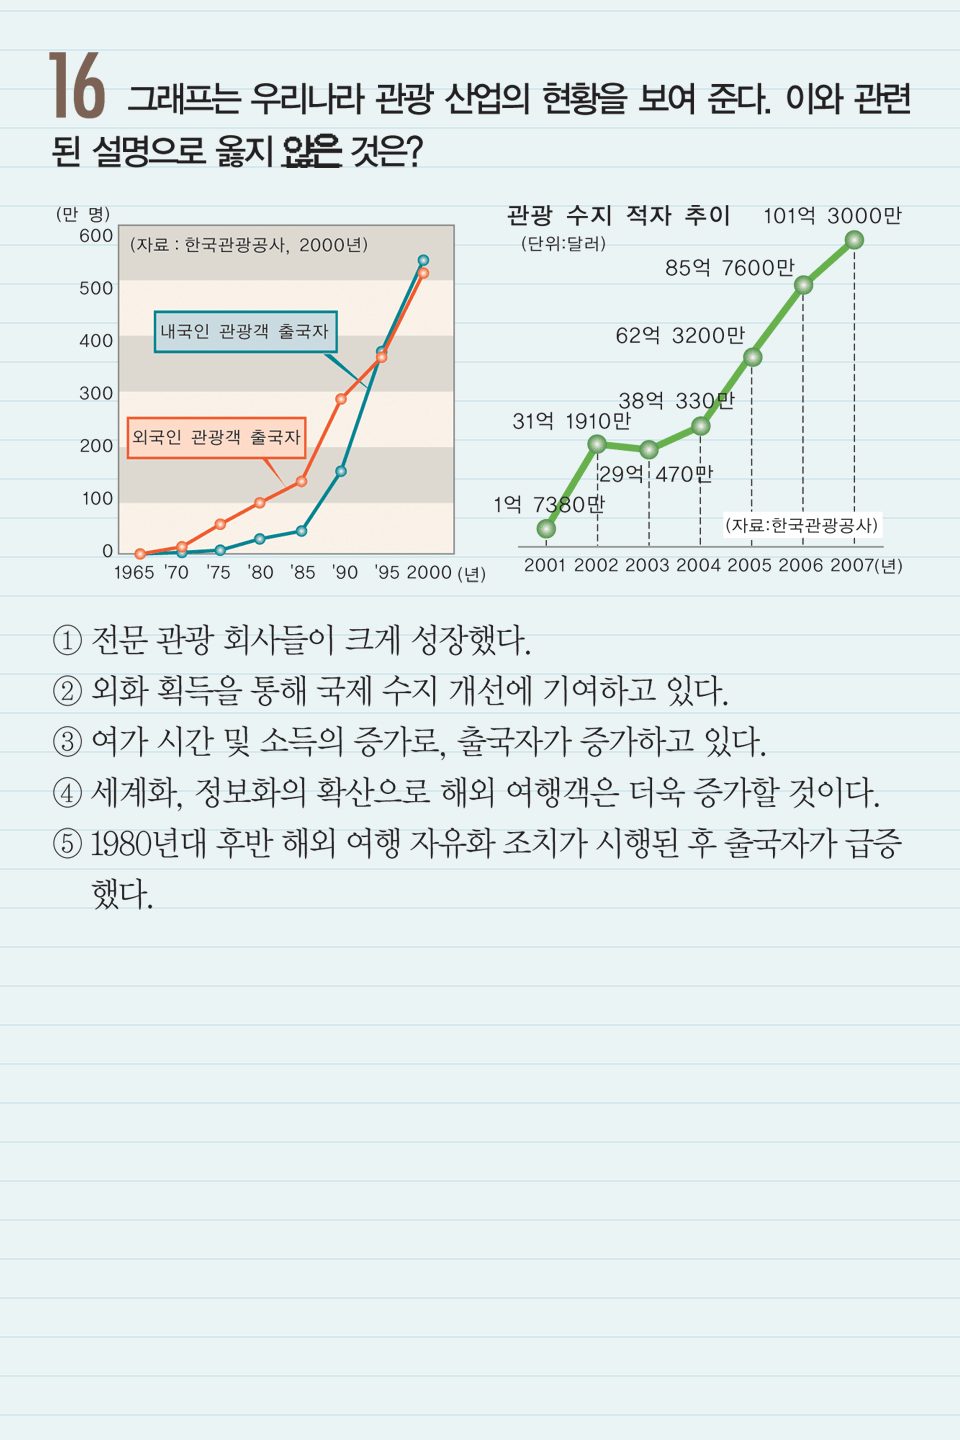 16 그래프는 우리나라 관광 산업의 현황을 보여 준다. 이와 관련
된 설명으로 옳지 않은 것은?
(만 명)
600
500
400
300
200
100
0
(자료 : 한국관광공사, 2000년)
내국인 관광객 출국자
외국인 관광객 출국자
1965 '70 '75 '80 '85 '90 '95 2000 (년)
관광 수지 적자 추이
(단위:달러)
101억 3000만
85억 7600만
62억 3200만
38억 330만
31억 1910만
29억 470만
1억 7380만
(자료:한국관광공사)
2001 2002 2003 2004 2005 2006 2007(년)
① 전문 관광 회사들이 크게 성장했다.
② 외화 획득을 통해 국제 수지 개선에 기여하고 있다.
③ 여가 시간 및 소득의 증가로, 출국자가 증가하고 있다.
④ 세계화, 정보화의 확산으로 해외 여행객은 더욱 증가할 것이다.
⑤ 1980년대 후반 해외 여행 자유화 조치가 시행된 후 출국자가 급증
했다.